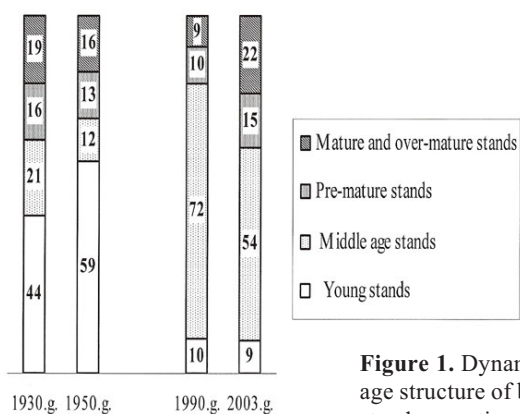 19
16
21
44
16
13
12
59
9
10
72
10
22
15
54
9
1930.g. 1950.g. 1990.g. 2003.g.
Mature and over-mature stands
Pre-mature stands
Middle age stands
Young stands
Figure 1. Dynam
age structure of b